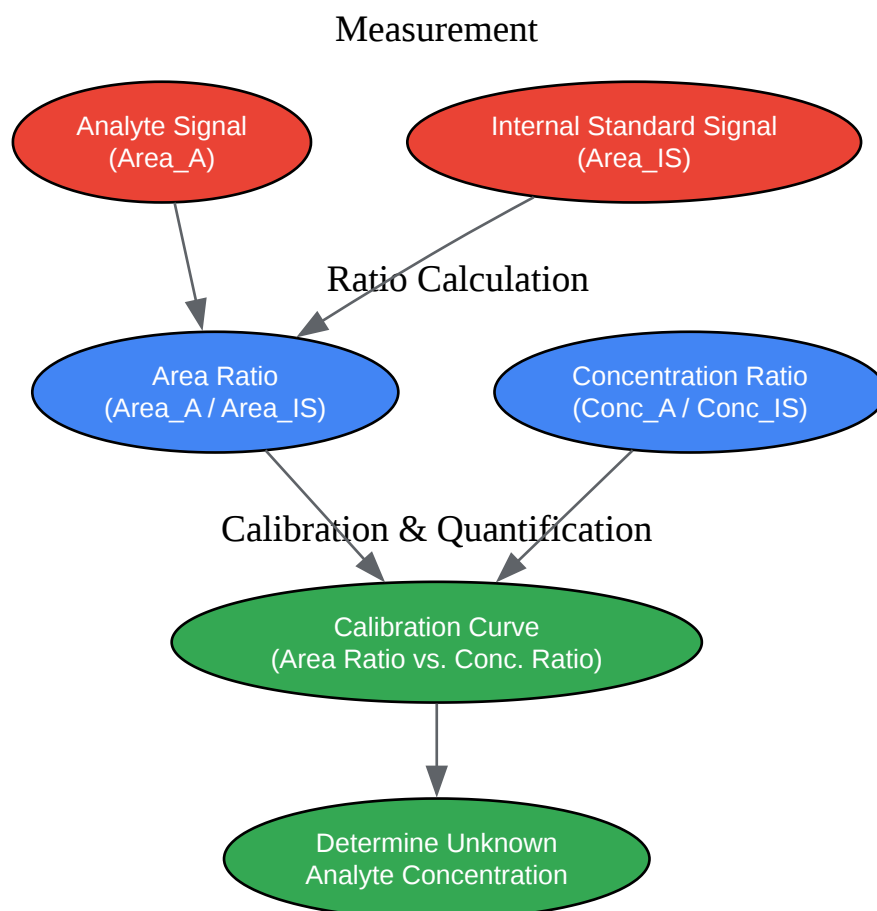 Measurement
Analyte Signal
(Area_A)
Internal Standard Signal
(Area_IS)
Ratio Calculation
Area Ratio
(Area_A / Area_IS)
Concentration Ratio
(Conc_A / Conc_IS)
Calibration & Quantification
Calibration Curve
(Area Ratio vs. Conc. Ratio)
Determine Unknown
Analyte Concentration